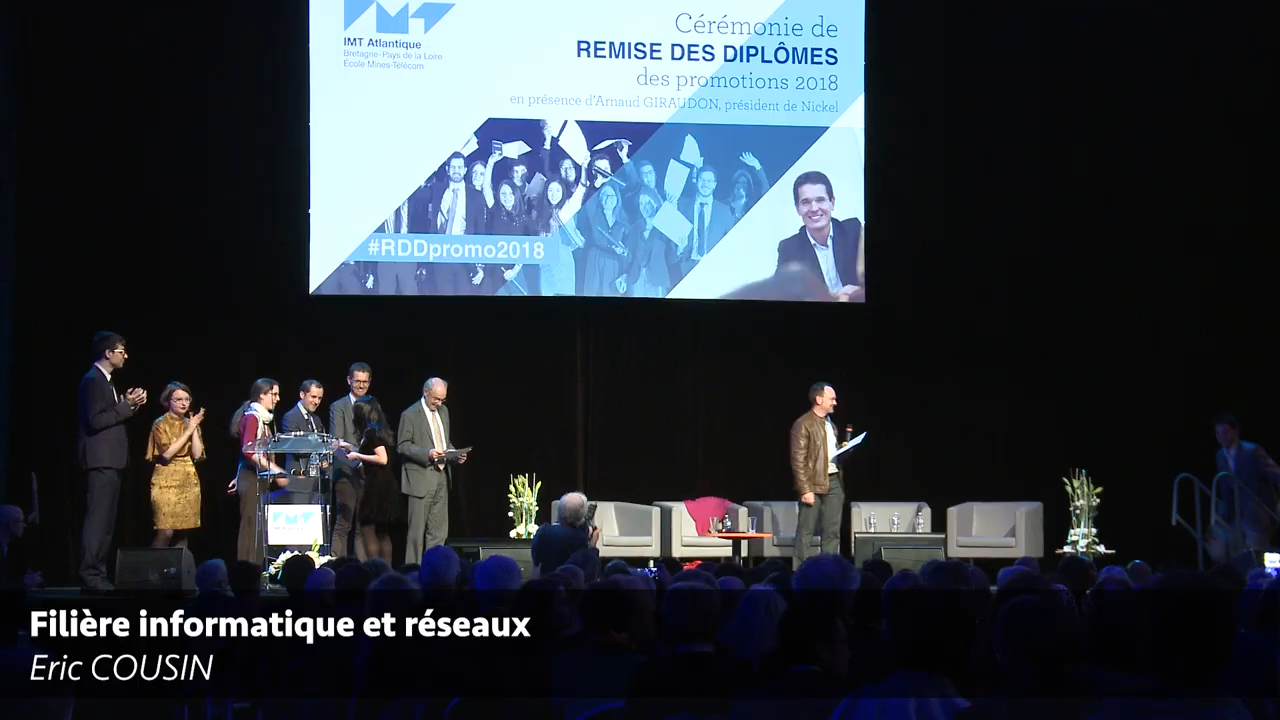 IMT Atlantique
Bretagne-Pays de la Loire
École Mines-Télécom
Cérémonie de
REMISE DES DIPLÔMES
des promotions 2018
en présence d'Arnaud GIRAUDON, président de Nickel
#RDDpromo2018
Filière informatique et réseaux
Eric COUSIN